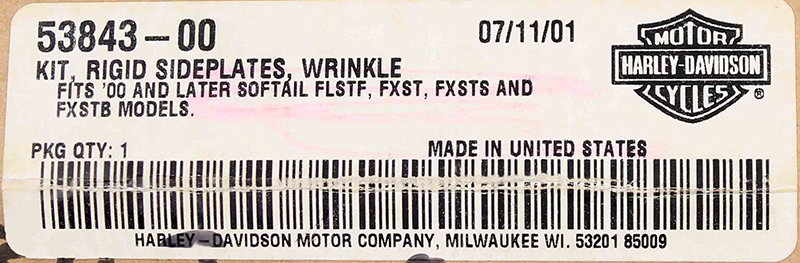 53843-00 07/11/01
MOTOR
HARLEY-DAVIDSON
CYCLES ®
KIT, RIGID SIDEPLATES, WRINKLE
FITS '00 AND LATER SOFTAIL FLSTF, FXST, FXSTS AND
FXSTB MODELS.
PKG QTY: 1 MADE IN UNITED STATES
HARLEY-DAVIDSON MOTOR COMPANY, MILWAUKEE WI. 53201 85009